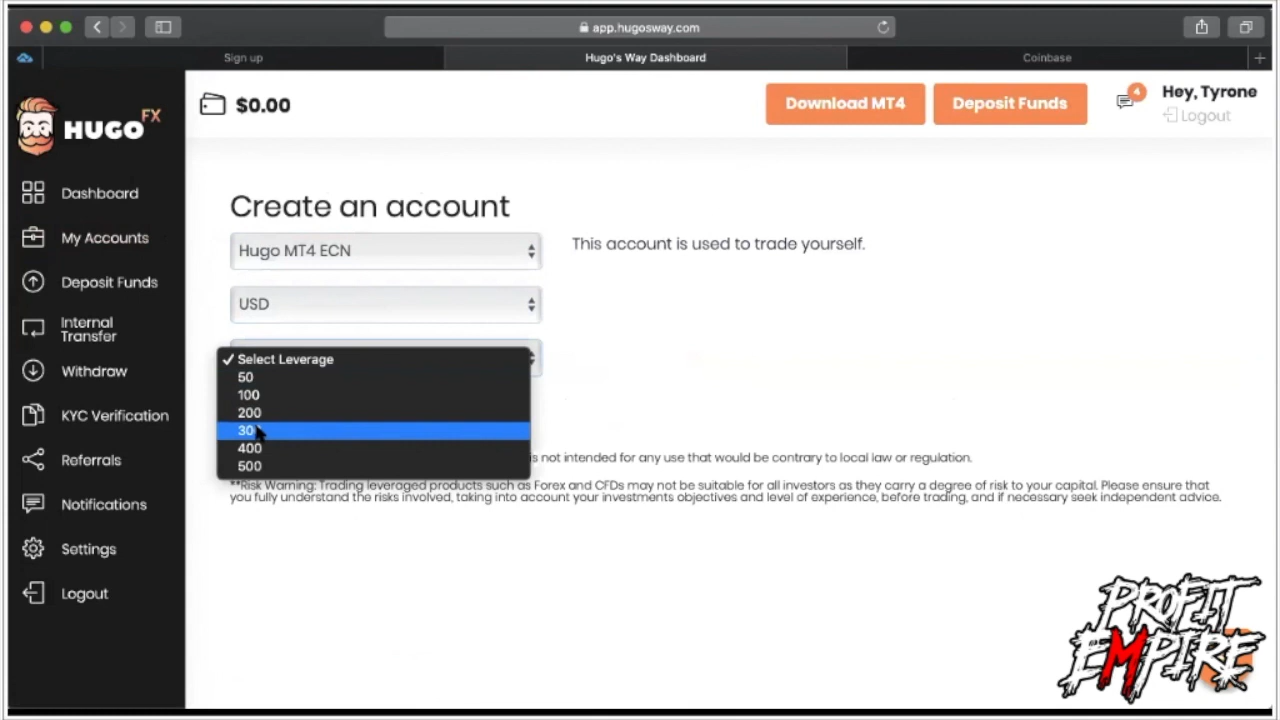 app.hugosway.com
Sign up
Hugo's Way Dashboard
Coinbase
HUGO FX
$0.00
Download MT4
Deposit Funds
4
Hey, Tyrone
Logout
Dashboard
My Accounts
Deposit Funds
Internal
Transfer
Withdraw
KYC Verification
Referrals
Notifications
Settings
Logout
Create an account
Hugo MT4 ECN
This account is used to trade yourself.
USD
✓ Select Leverage
50
100
200
300
400
500
is not intended for any use that would be contrary to local law or regulation.
**Risk Warning: Trading leveraged products such as Forex and CFDs may not be suitable for all investors as they carry a degree of risk to your capital. Please ensure that
you fully understand the risks involved, taking into account your investments objectives and level of experience, before trading, and if necessary seek independent advice.
PROFIT
EMPIRE